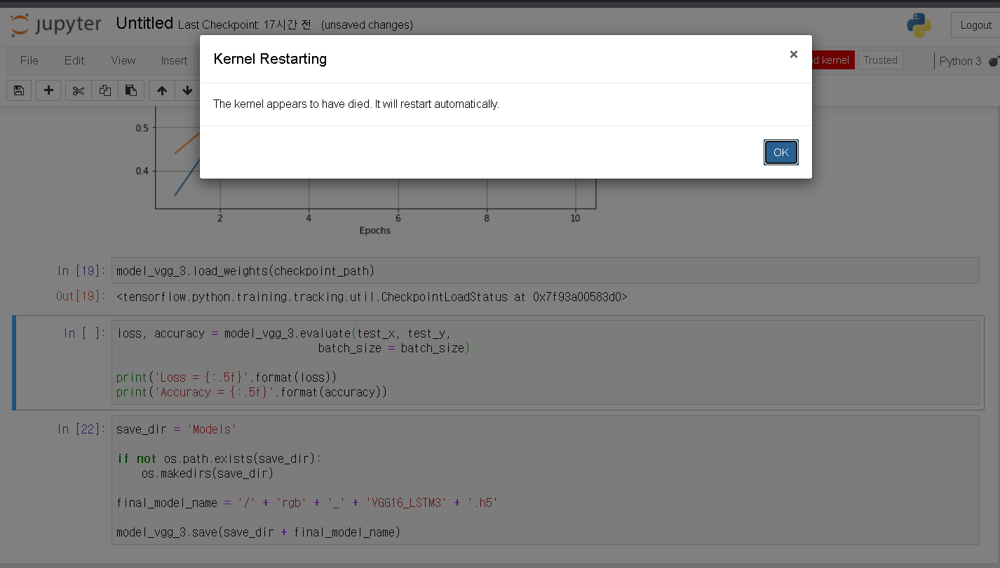 jupyter Untitled Last Checkpoint: 17시간 전 (unsaved changes)
Logout
Kernel Restarting
×
File Edit View Insert
d kernel
Trusted
Python 3
The kernel appears to have died. It will restart automatically.
OK
0.5
0.4
2 4 6 8 10
Epochs
In [19]: model_vgg_3.load_weights(checkpoint_path)
Out[19]: <tensorflow.python.training.tracking.util.CheckpointLoadStatus at 0x7f93a00583d0>
In [ ]: loss, accuracy = model_vgg_3.evaluate(test_x, test_y,
batch_size = batch_size)
print('Loss = {:.5f}'.format(loss))
print('Accuracy = {:.5f}'.format(accuracy))
In [22]: save_dir = 'Models'
if not os.path.exists(save_dir):
os.makedirs(save_dir)
final_model_name = '/' + 'rgb' + '_' + 'VGG16_LSTM3' + '.h5'
model_vgg_3.save(save_dir + final_model_name)